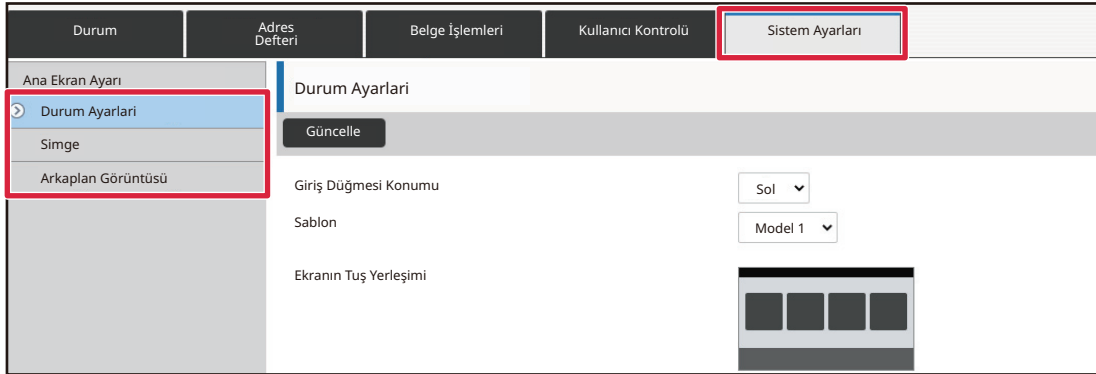 Durum
Adres
Defteri
Belge İşlemleri
Kullanıcı Kontrolü
Sistem Ayarları
Ana Ekran Ayarı
Durum Ayarlari
Simge
Arkaplan Görüntüsü
Durum Ayarlari
Güncelle
Giriş Düğmesi Konumu
Sol
Sablon
Model 1
Ekranın Tuş Yerleşimi